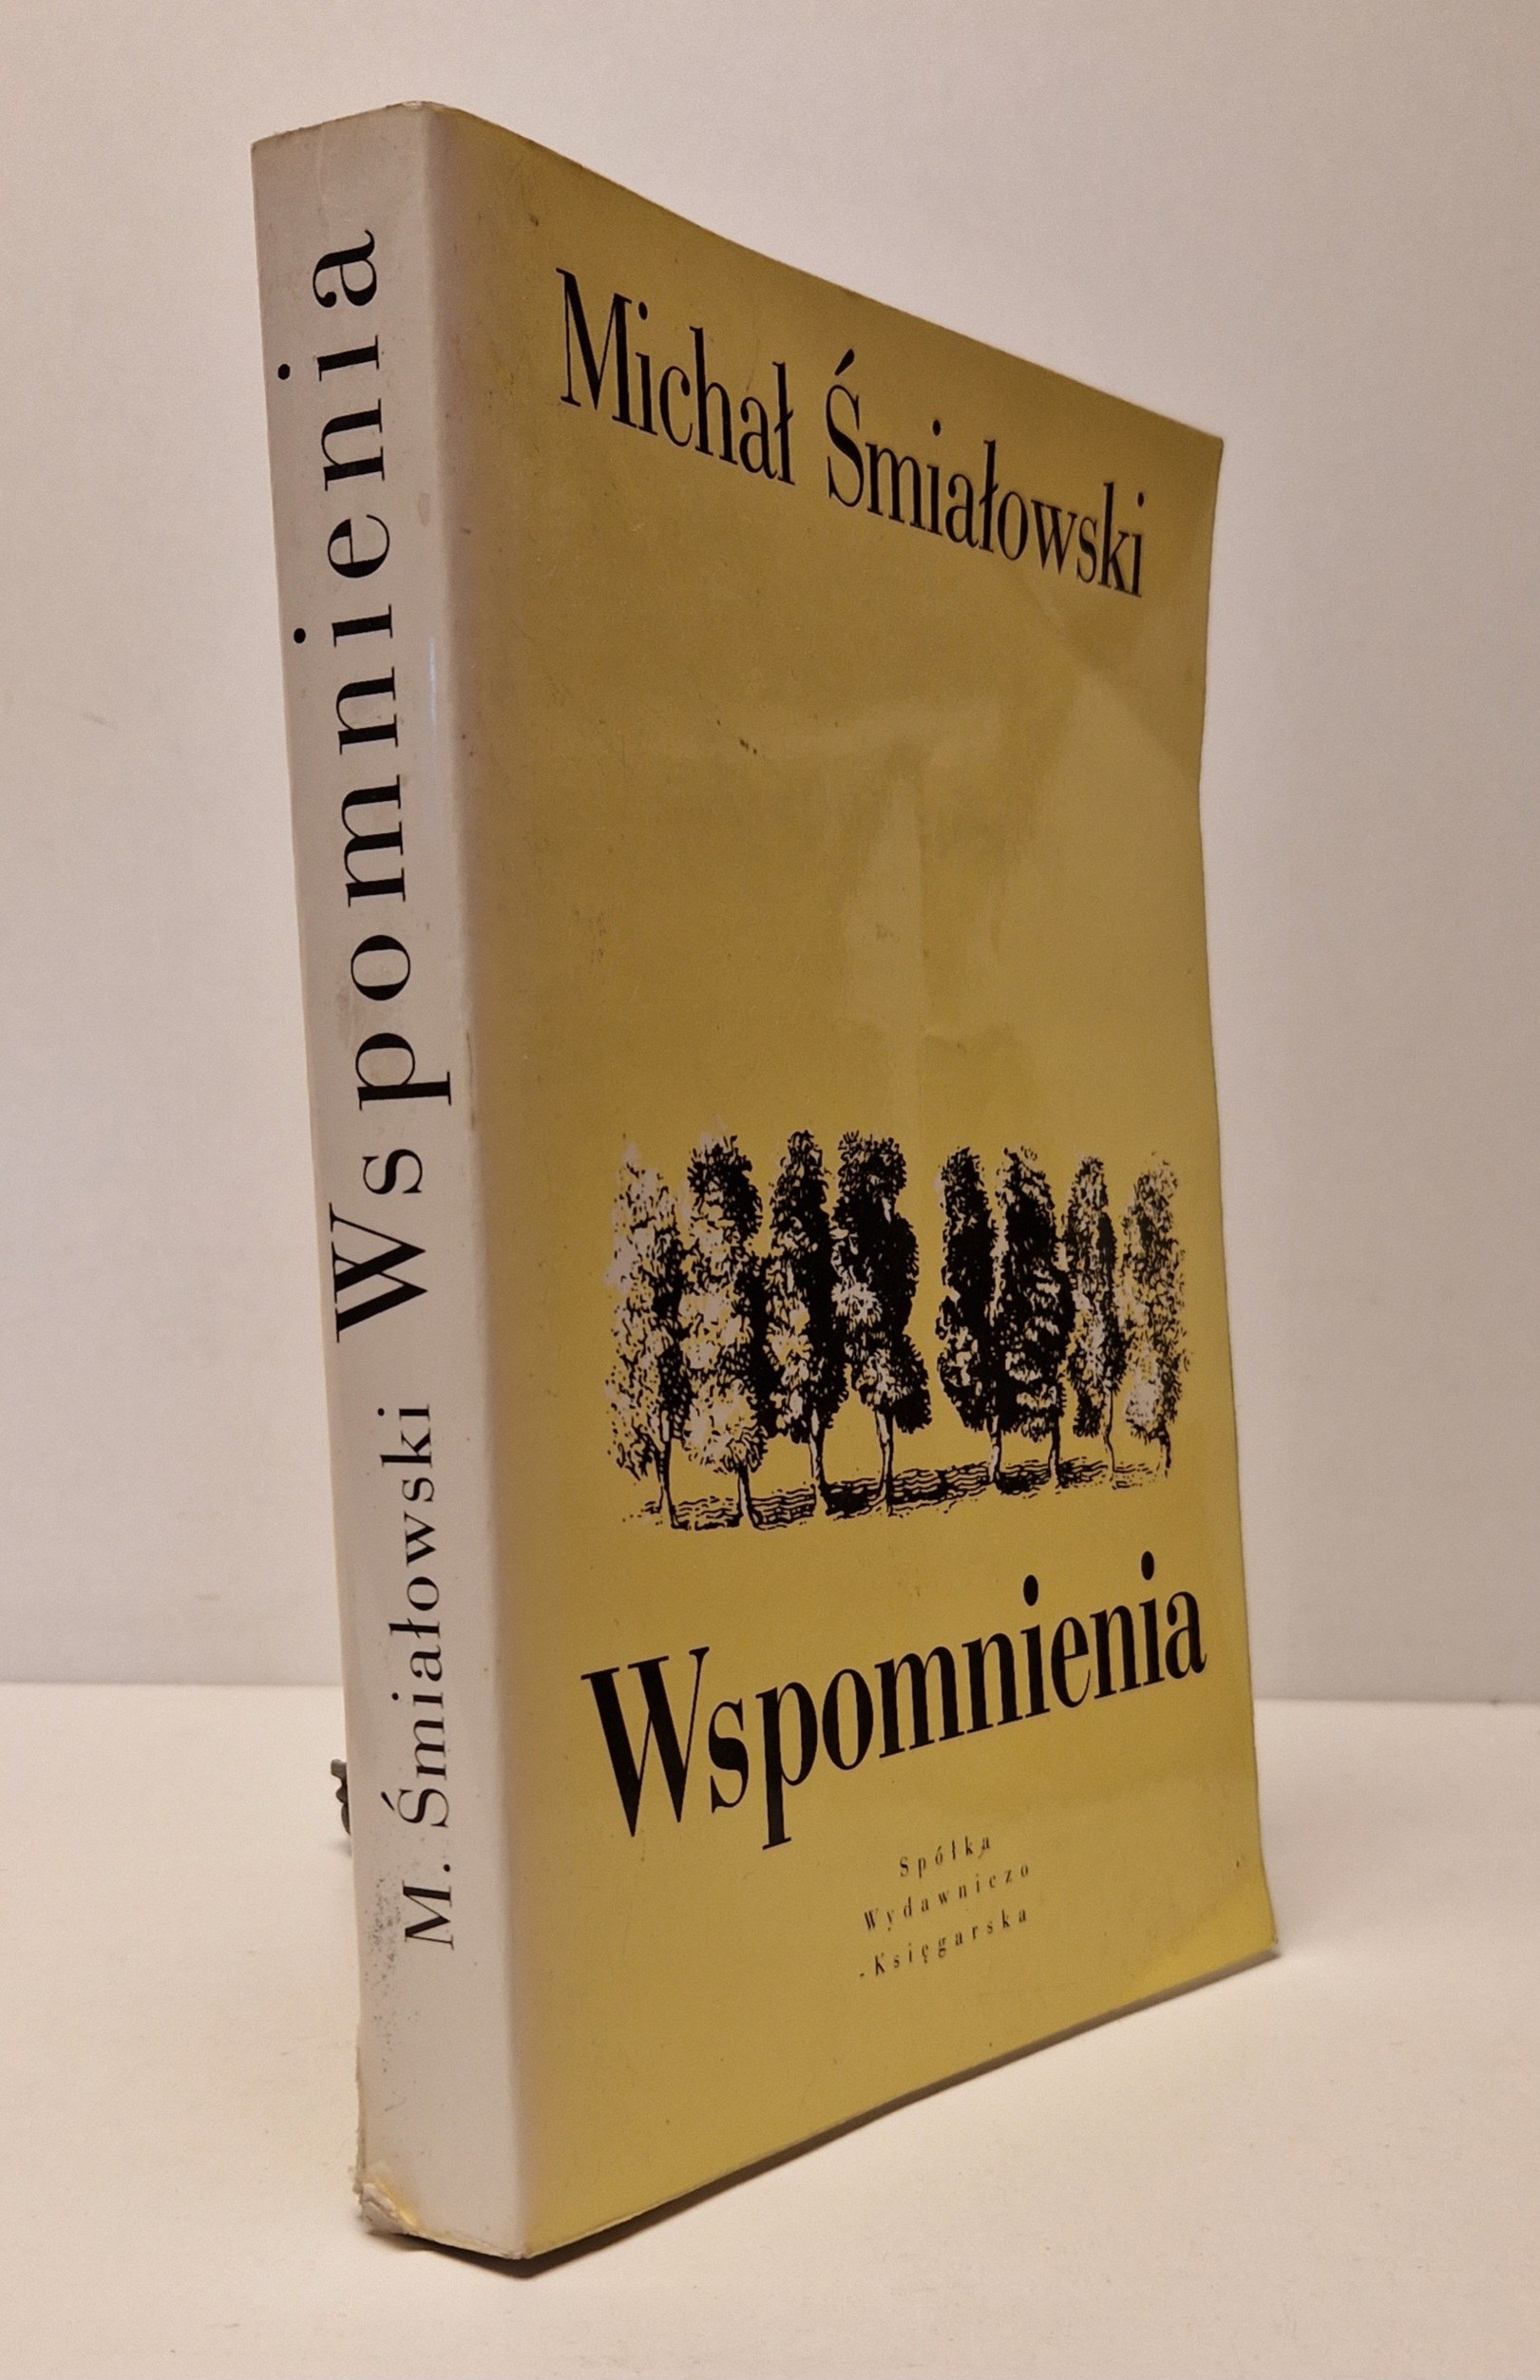 M. Śmiałowski Wspomnienia
Michał Śmiałowski
Wspomnienia
Spółka
Wydawniczo
-Księgarska